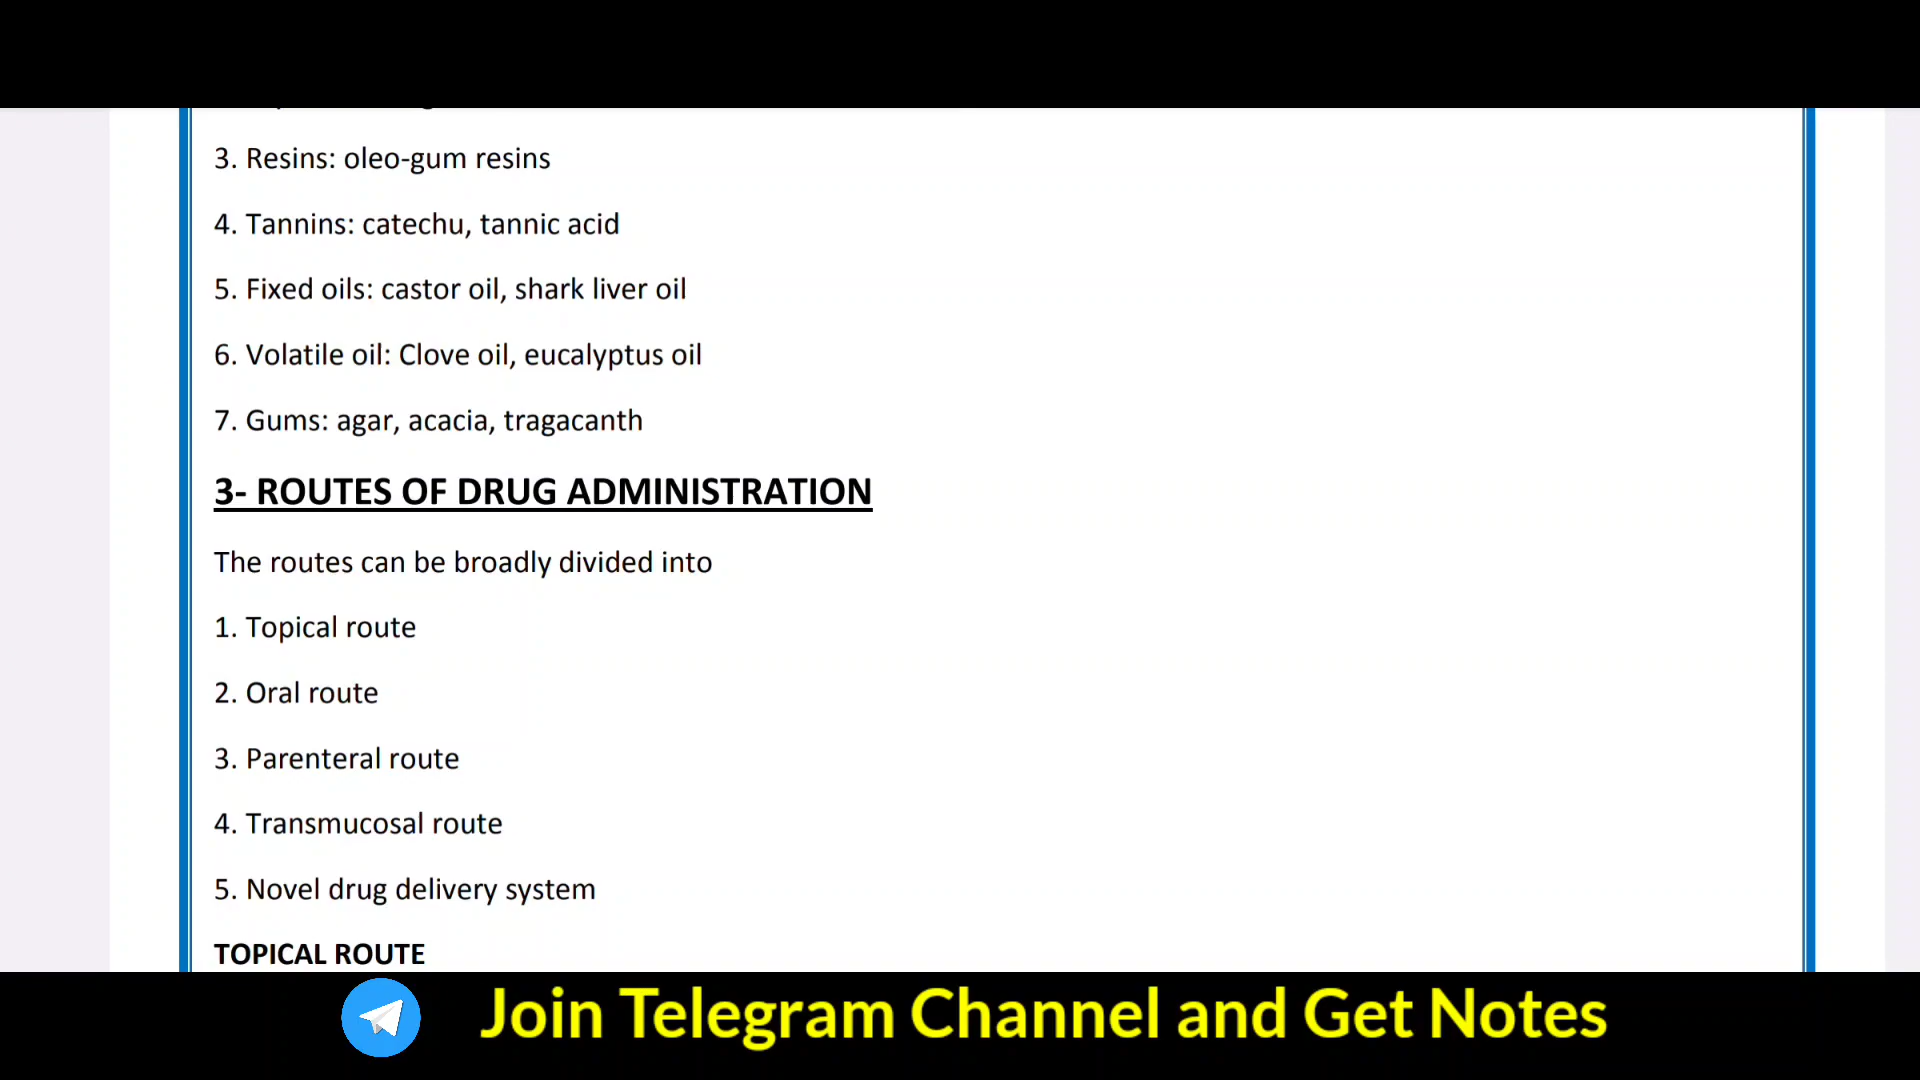 3. Resins: oleo-gum resins
4. Tannins: catechu, tannic acid
5. Fixed oils: castor oil, shark liver oil
6. Volatile oil: Clove oil, eucalyptus oil
7. Gums: agar, acacia, tragacanth
3- ROUTES OF DRUG ADMINISTRATION
The routes can be broadly divided into
1. Topical route
2. Oral route
3. Parenteral route
4. Transmucosal route
5. Novel drug delivery system
TOPICAL ROUTE
Join Telegram Channel and Get Notes